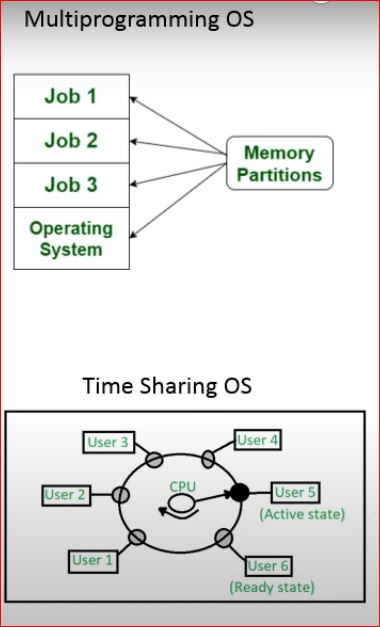 Multiprogramming OS
Job 1
Job 2
Job 3
Operating
System
Memory
Partitions
Time Sharing OS
User 3
User 4
CPU
User 2
User 5
(Active state)
User 1
User 6
(Ready state)